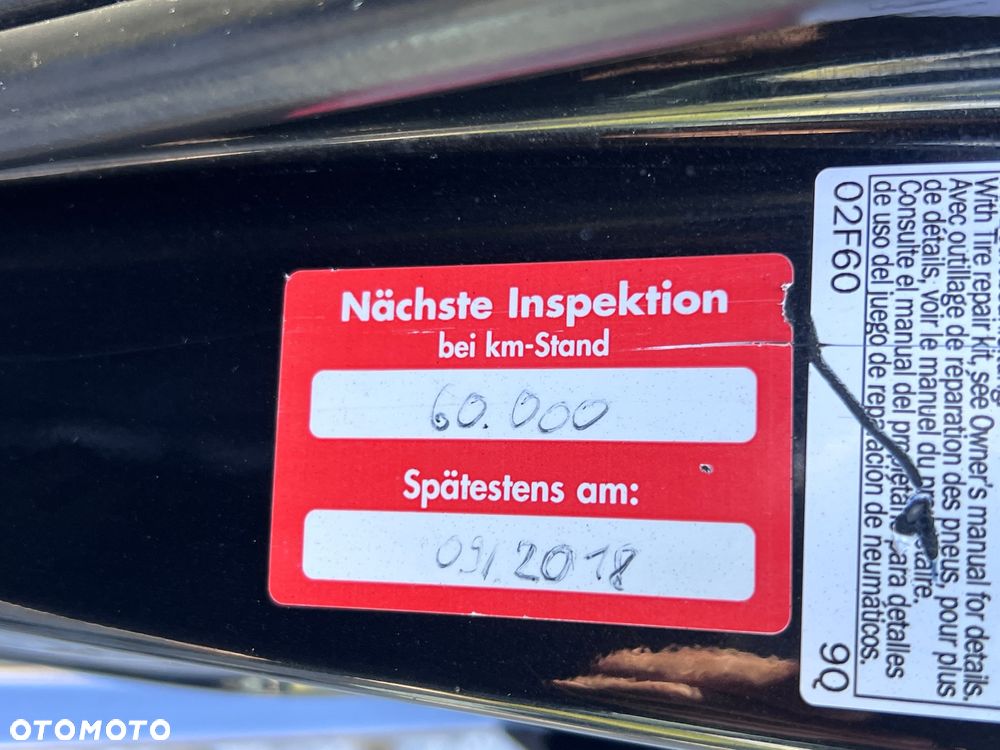 Nächste Inspektion
bei km-Stand
60.000
Spätestens am:
09/2018
With Tire repair kit, see Owner's manual for details.
Avec outillage de réparation des pneus, pour plus
de détails, voir le manuel du propriétaire.
Consulte el manual del propietario para detalles
de uso del juego de reparación de neumáticos.
02F60
9Q
OTOMOTO